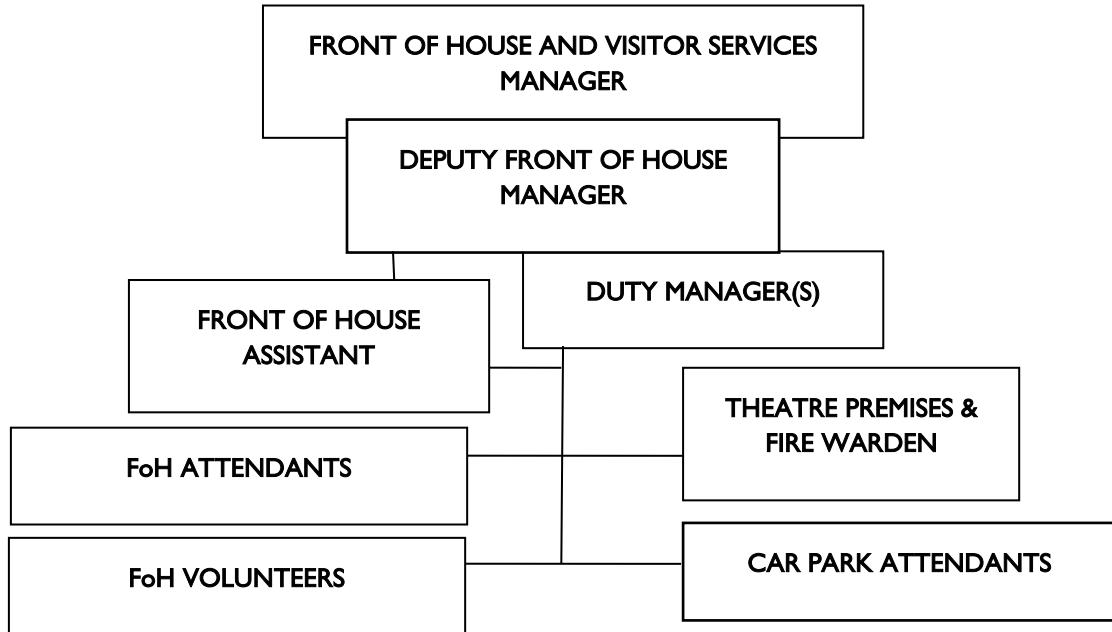 FRONT OF HOUSE AND VISITOR SERVICES
MANAGER
DEPUTY FRONT OF HOUSE
MANAGER
DUTY MANAGER(S)
FRONT OF HOUSE
ASSISTANT
THEATRE PREMISES &
FIRE WARDEN
FoH ATTENDANTS
CAR PARK ATTENDANTS
FoH VOLUNTEERS